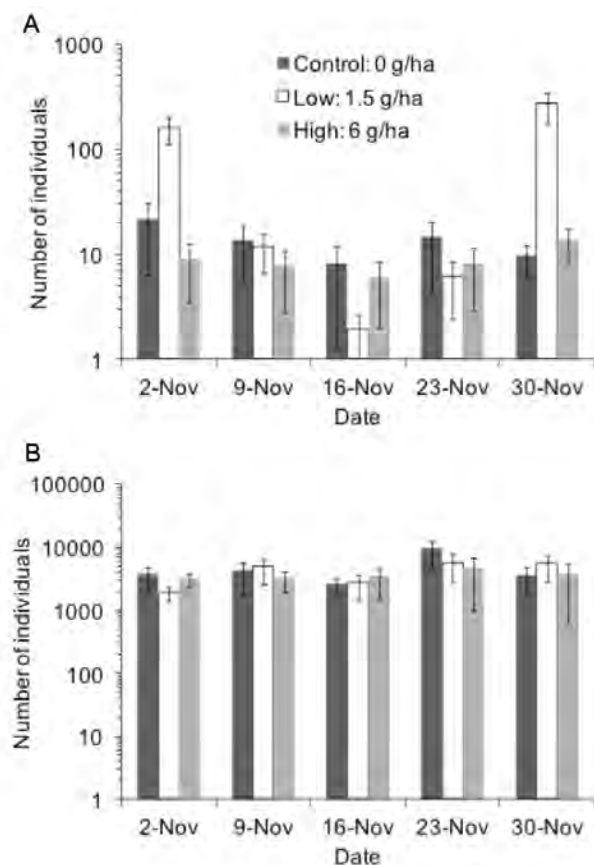 A
1000
100
10
1
Number of individuals
Control: 0 g/ha
Low: 1.5 g/ha
High: 6 g/ha
2-Nov 9-Nov 16-Nov 23-Nov 30-Nov
Date
B
100000
10000
1000
100
10
1
Number of individuals
2-Nov 9-Nov 16-Nov 23-Nov 30-Nov
Date